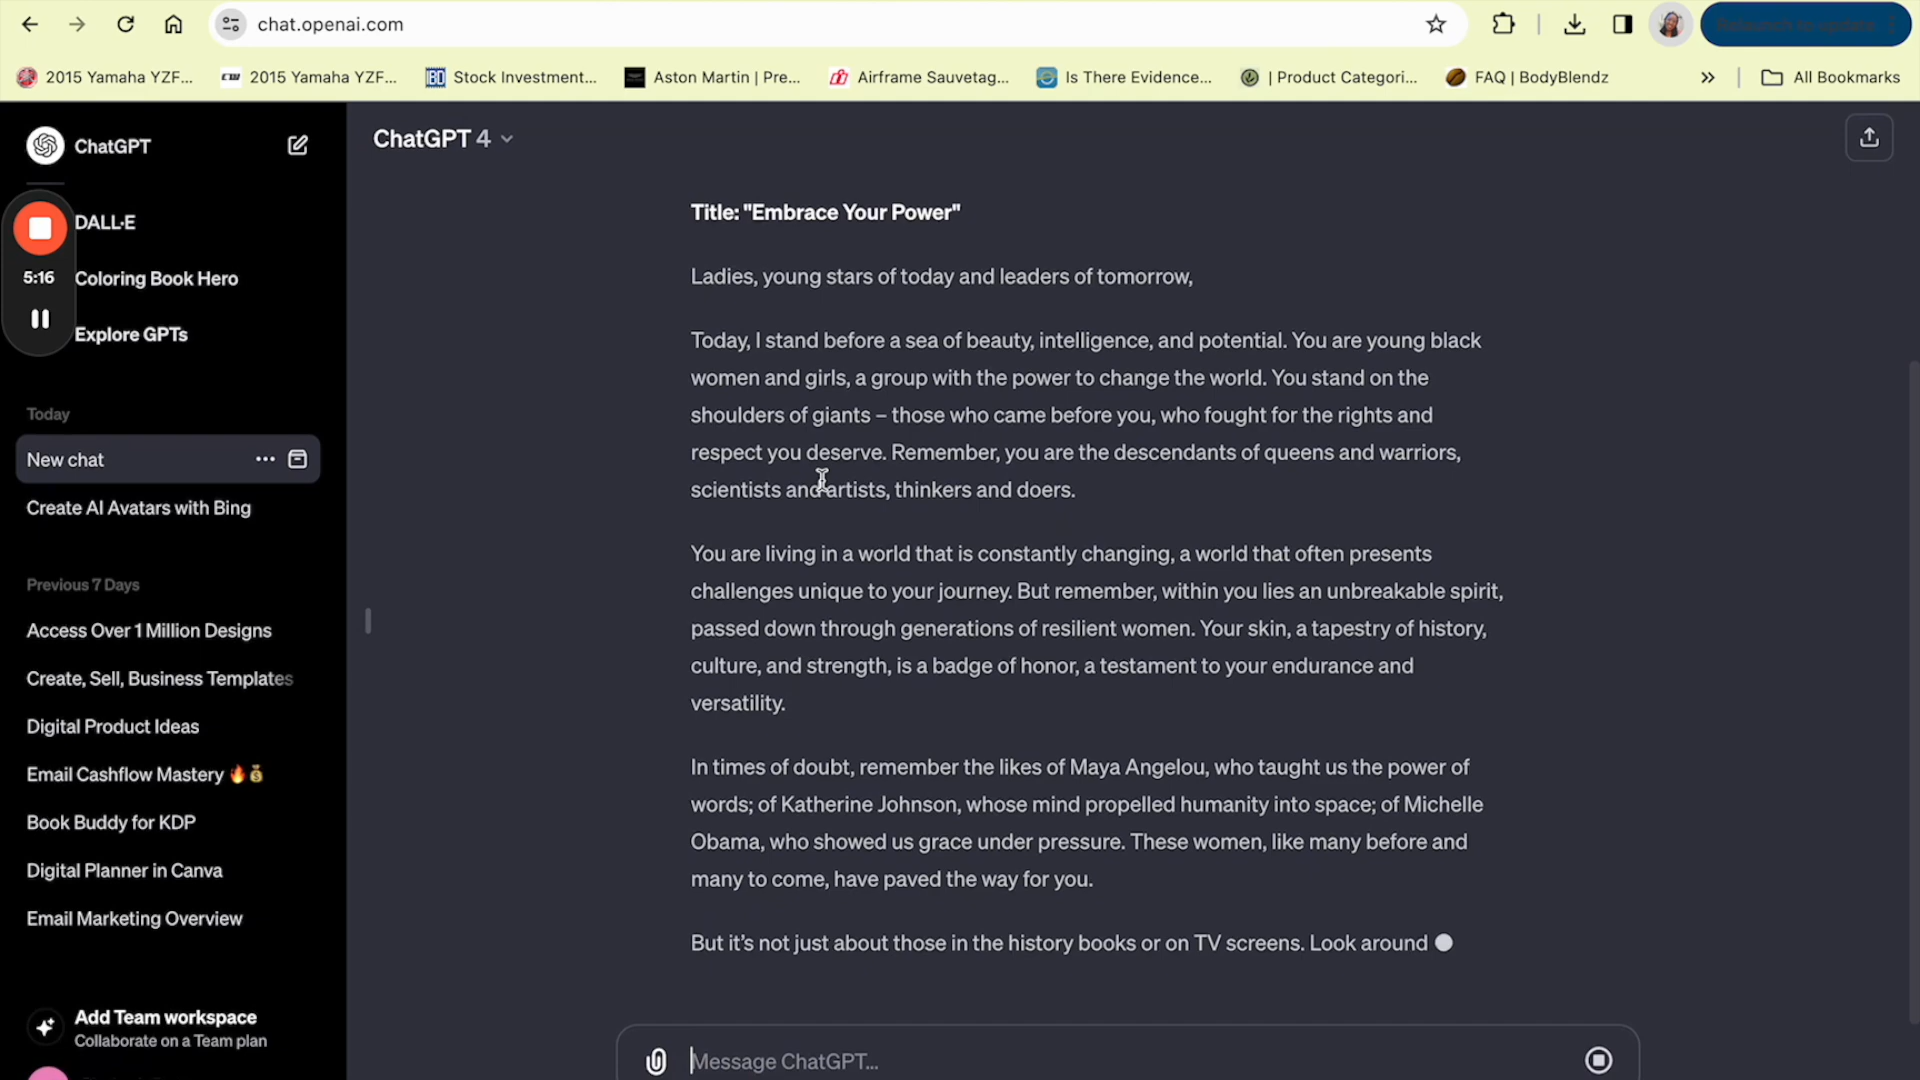 chat.openai.com
2015 Yamaha YZF...
2015 Yamaha YZF...
Stock Investment...
Aston Martin | Pre...
Airframe Sauvetag...
Is There Evidence...
| Product Categori...
FAQ | BodyBlendz
All Bookmarks
ChatGPT
DALL·E
5:16
Coloring Book Hero
Explore GPTs
Today
New chat
Create AI Avatars with Bing
Previous 7 Days
Access Over 1 Million Designs
Create, Sell, Business Templates
Digital Product Ideas
Email Cashflow Mastery 🔥💰
Book Buddy for KDP
Digital Planner in Canva
Email Marketing Overview
Add Team workspace
Collaborate on a Team plan
ChatGPT 4
Title: "Embrace Your Power"
Ladies, young stars of today and leaders of tomorrow,
Today, I stand before a sea of beauty, intelligence, and potential. You are young black
women and girls, a group with the power to change the world. You stand on the
shoulders of giants – those who came before you, who fought for the rights and
respect you deserve. Remember, you are the descendants of queens and warriors,
scientists and artists, thinkers and doers.
You are living in a world that is constantly changing, a world that often presents
challenges unique to your journey. But remember, within you lies an unbreakable spirit,
passed down through generations of resilient women. Your skin, a tapestry of history,
culture, and strength, is a badge of honor, a testament to your endurance and
versatility.
In times of doubt, remember the likes of Maya Angelou, who taught us the power of
words; of Katherine Johnson, whose mind propelled humanity into space; of Michelle
Obama, who showed us grace under pressure. These women, like many before and
many to come, have paved the way for you.
But it's not just about those in the history books or on TV screens. Look around
Message ChatGPT...